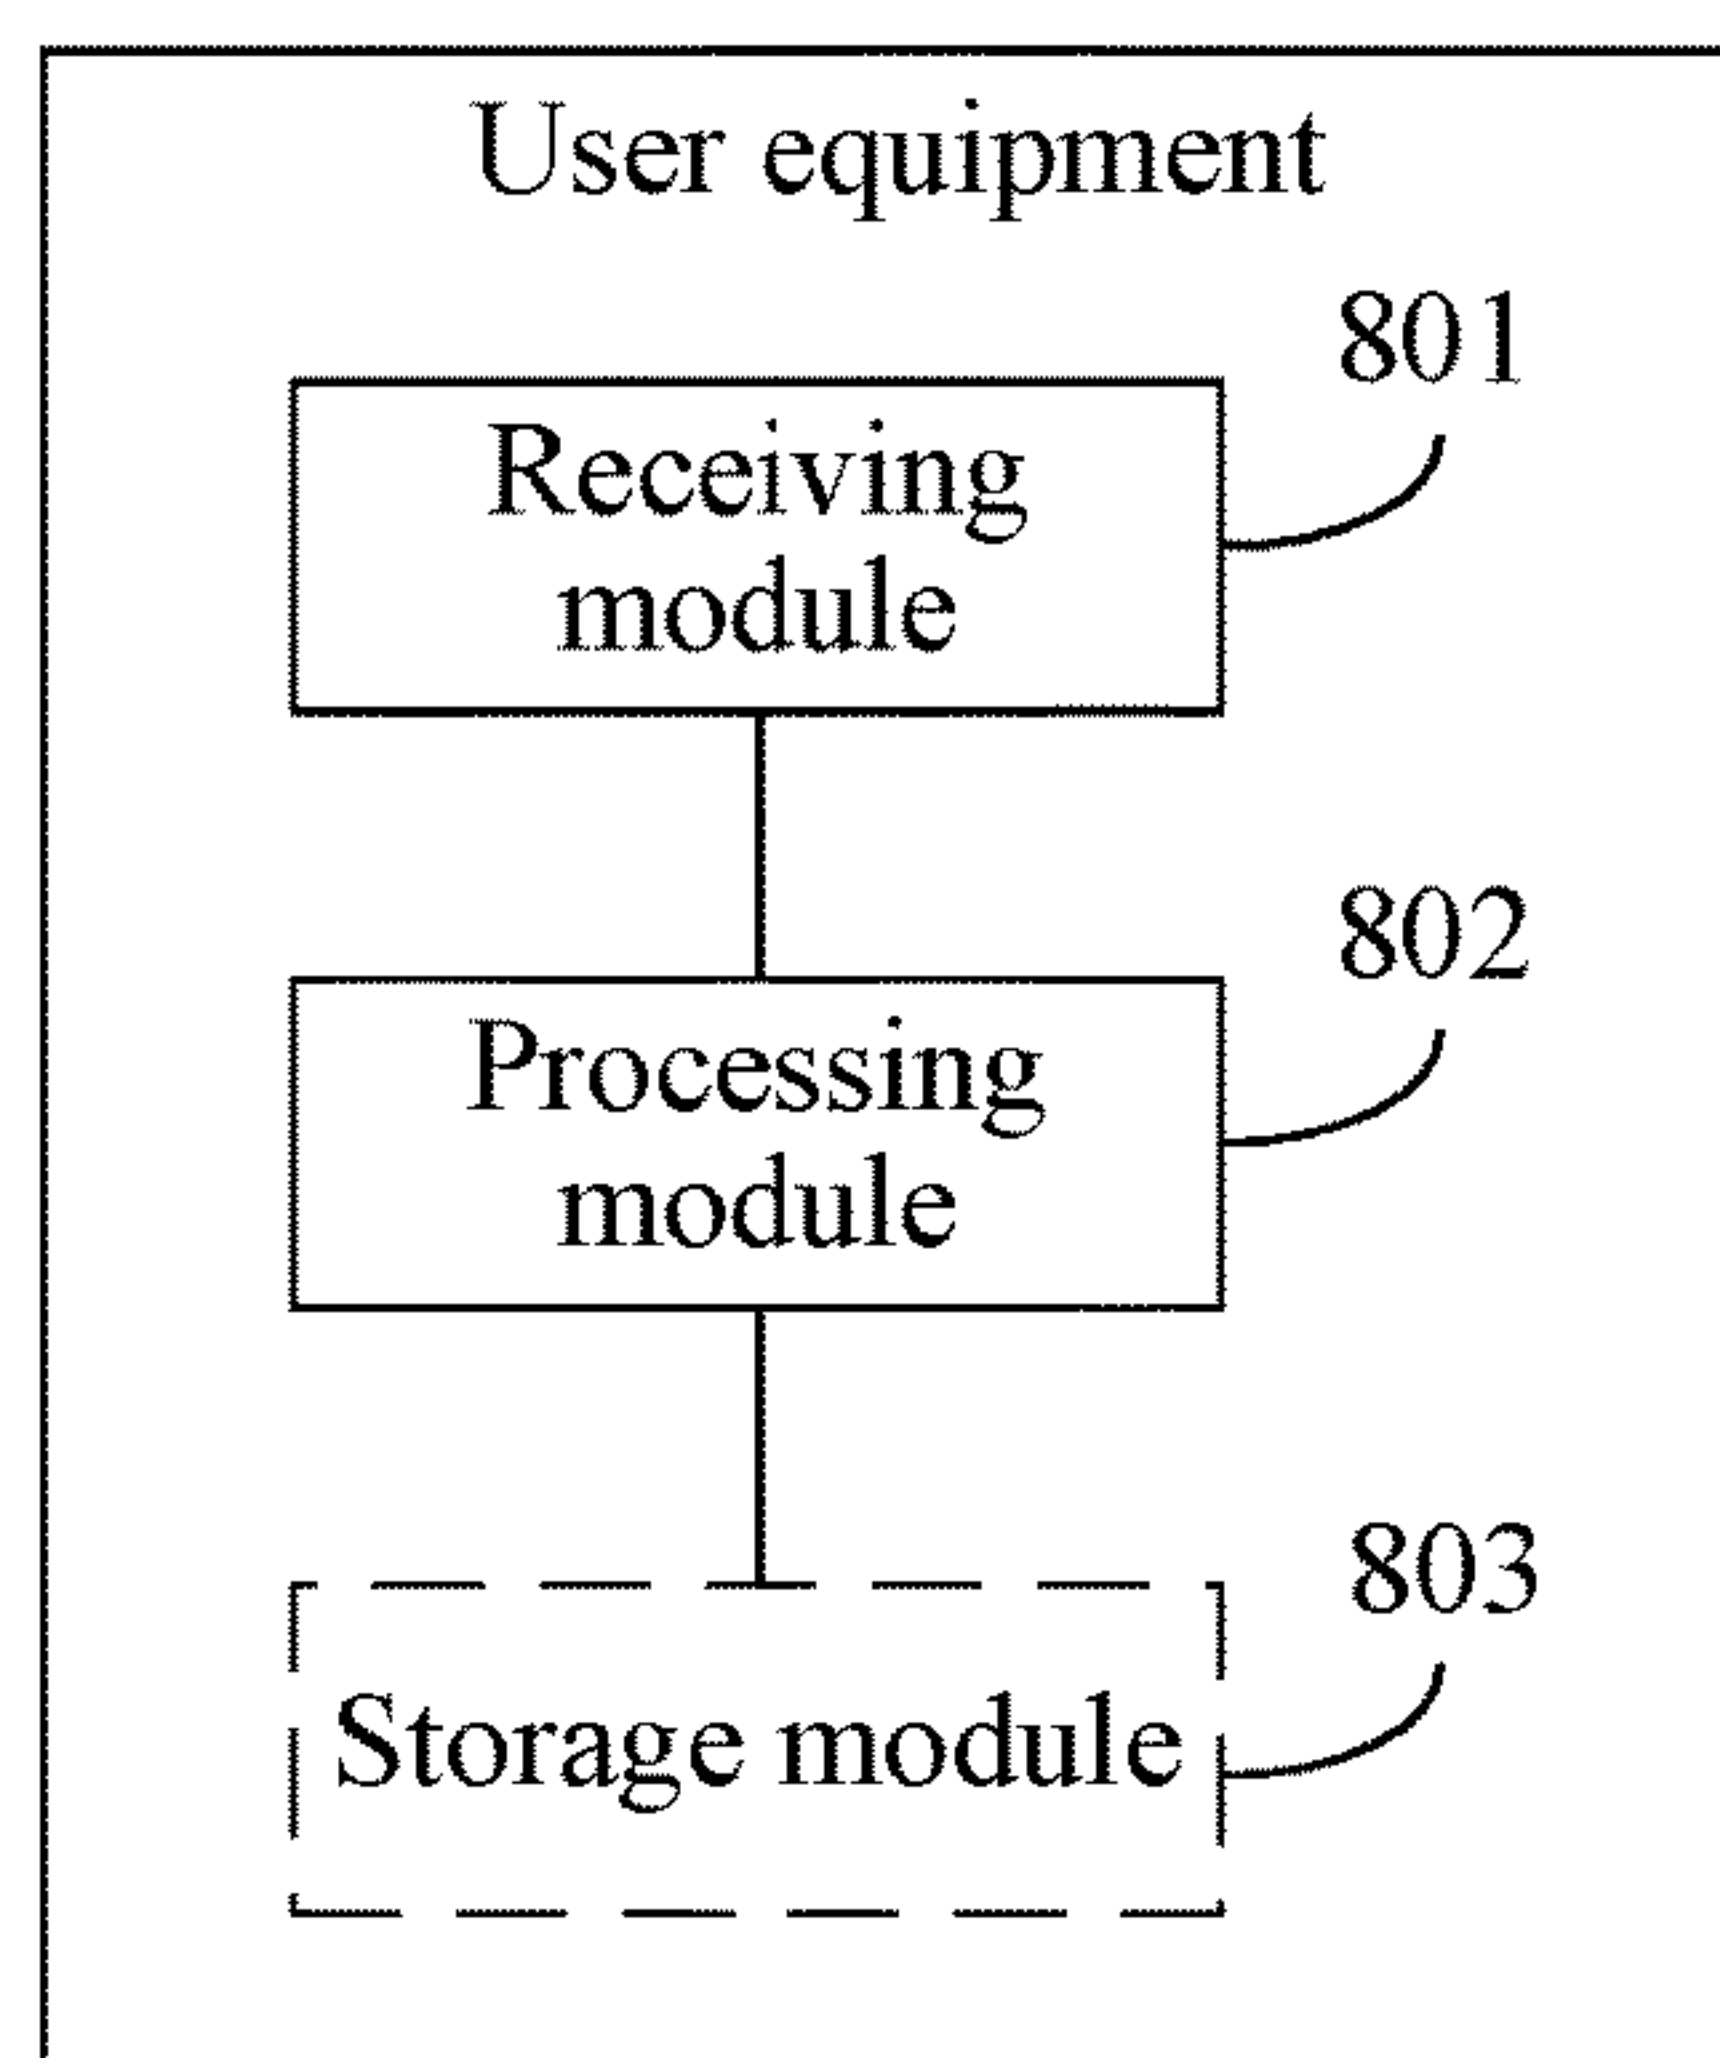 User equipment
801
Receiving
module
802
Processing
module
803
Storage module